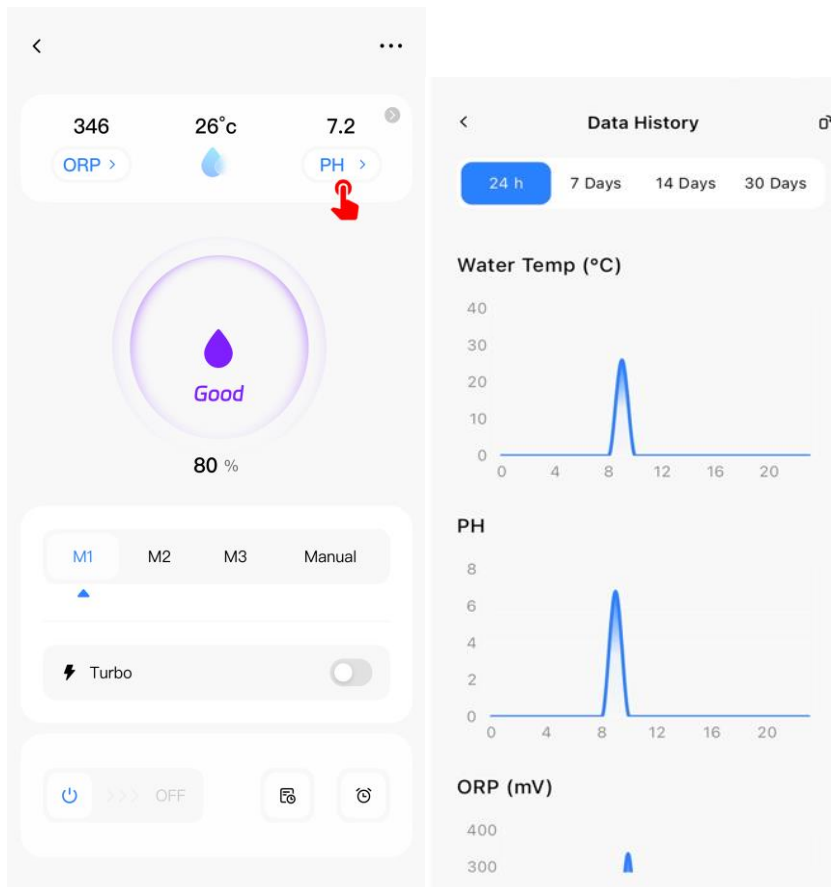 346 26°c 7.2
ORP > PH >
Good
80 %
M1 M2 M3 Manual
Turbo
>>> OFF
Data History
24 h 7 Days 14 Days 30 Days
Water Temp (°C)
40
30
20
10
0
0 4 8 12 16 20
PH
8
6
4
2
0
0 4 8 12 16 20
ORP (mV)
400
300